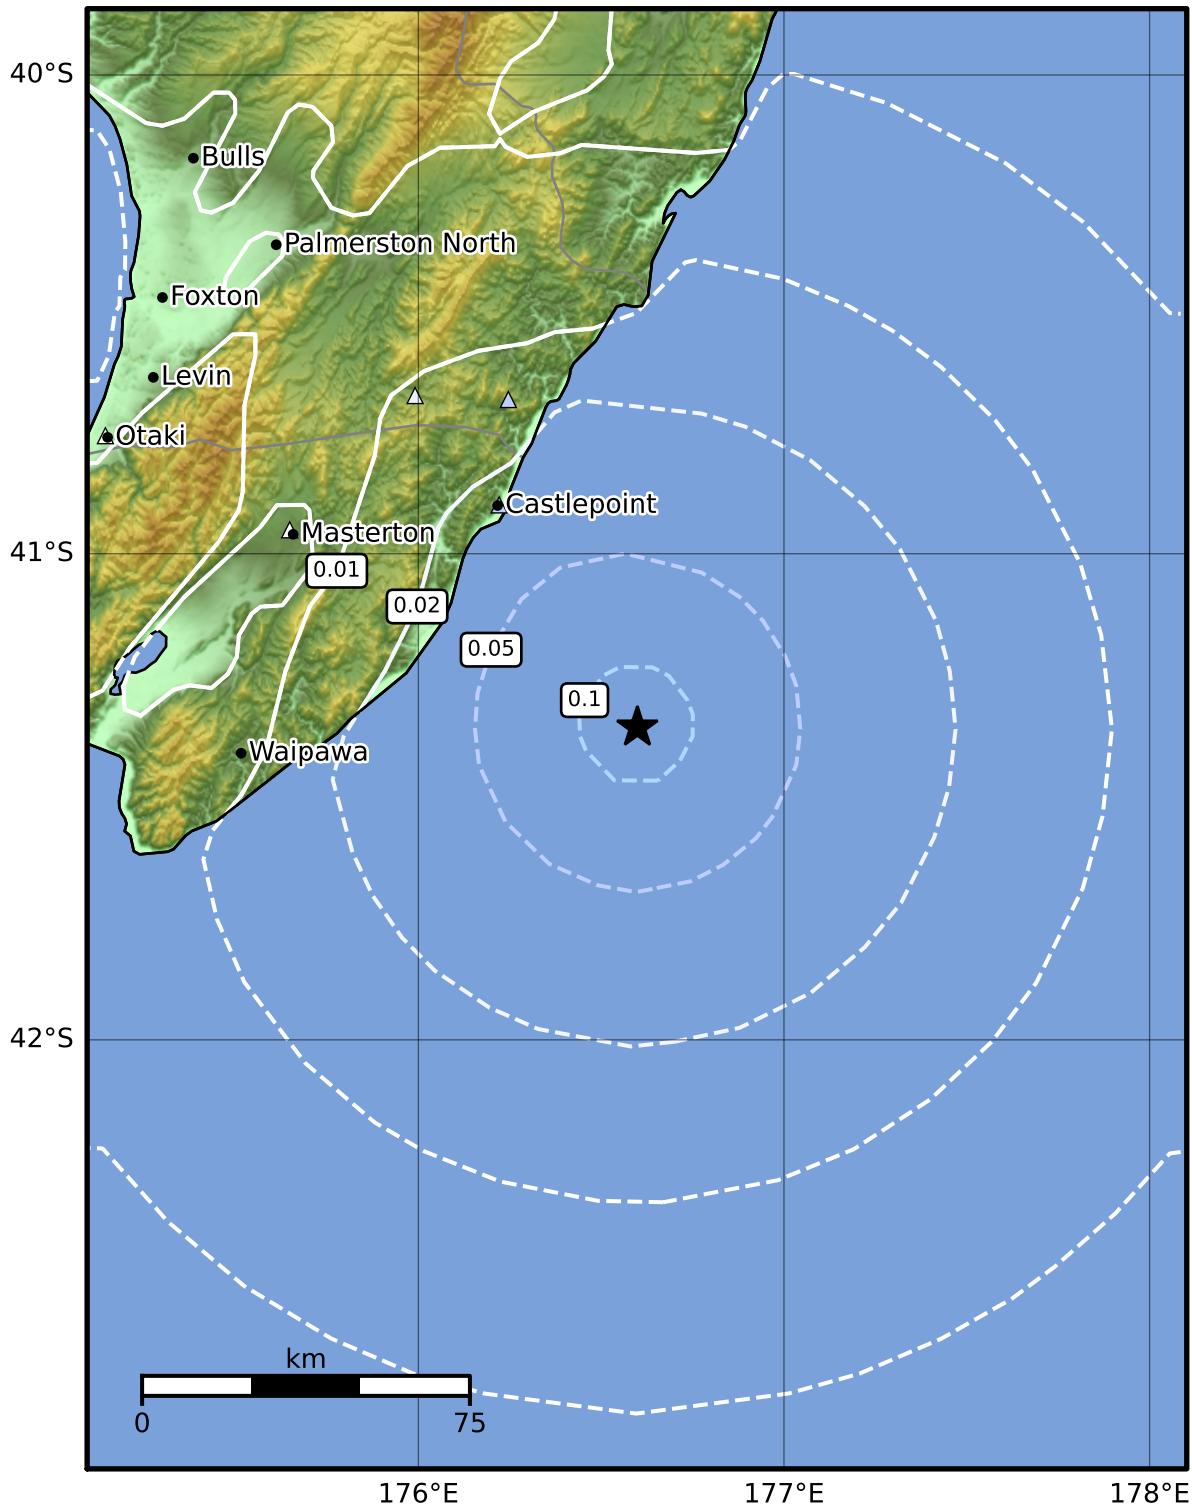 40°S
Bulls
Palmerston North
Foxton
Levin
Otaki
Castlepoint
Masterton
41°S
0.01
0.02
0.05
0.1
Waipawa
42°S
km
0 75
176°E 177°E 178°E